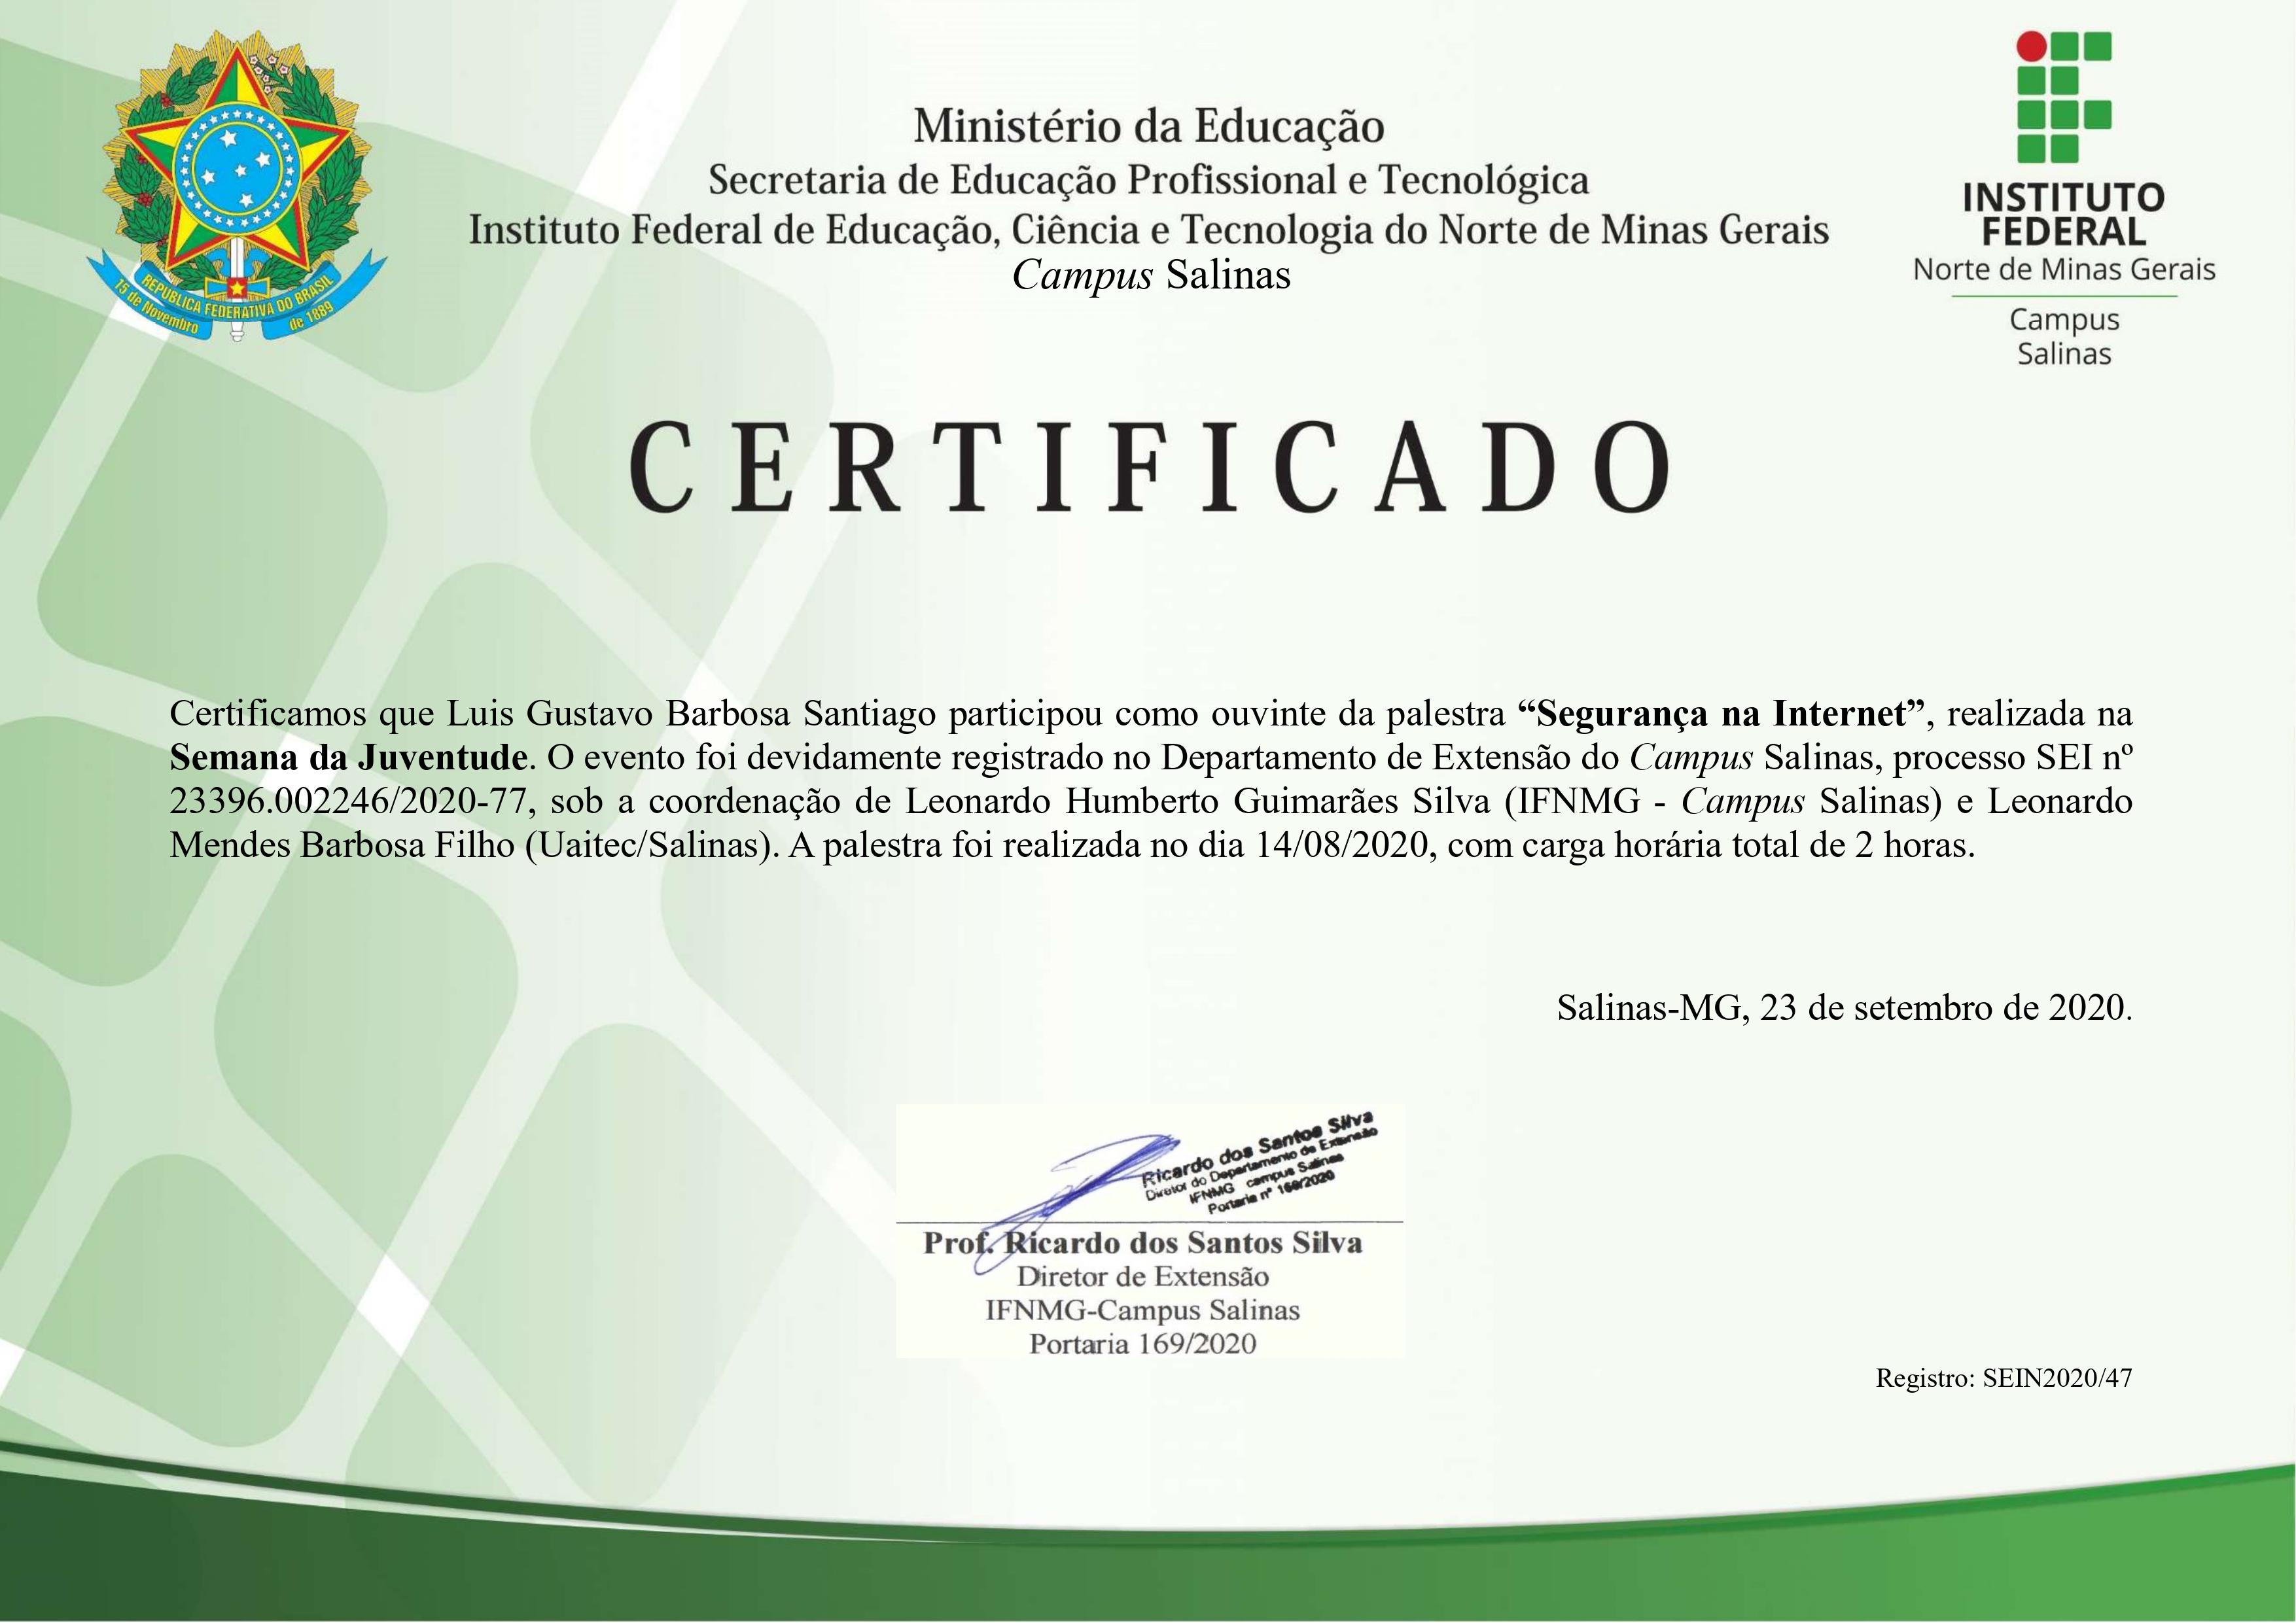 Ministério da Educação
Secretaria de Educação Profissional e Tecnológica
Instituto Federal de Educação, Ciência e Tecnologia do Norte de Minas Gerais
Campus Salinas
REPUBLICA FEDERATIVA DO BRASIL
15 de Novembro
de 1889
INSTITUTO
FEDERAL
Norte de Minas Gerais
Campus
Salinas
CERTIFICADO
Certificamos que Luis Gustavo Barbosa Santiago participou como ouvinte da palestra “Segurança na Internet”, realizada na
Semana da Juventude. O evento foi devidamente registrado no Departamento de Extensão do Campus Salinas, processo SEI nº
23396.002246/2020-77, sob a coordenação de Leonardo Humberto Guimarães Silva (IFNMG - Campus Salinas) e Leonardo
Mendes Barbosa Filho (Uaitec/Salinas). A palestra foi realizada no dia 14/08/2020, com carga horária total de 2 horas.
Salinas-MG, 23 de setembro de 2020.
Ricardo dos Santos Silva
Diretor do Departamento de Extensão
IFNMG campus Salinas
Portaria nº 169/2020
Prof. Ricardo dos Santos Silva
Diretor de Extensão
IFNMG-Campus Salinas
Portaria 169/2020
Registro: SEIN2020/47